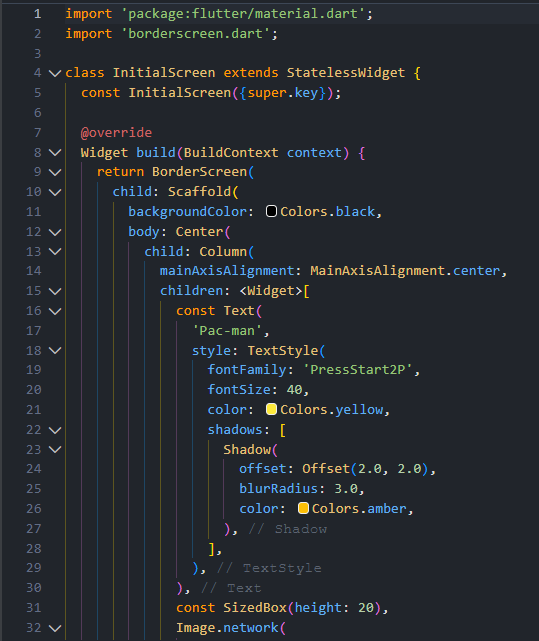 1 import 'package:flutter/material.dart';
2 import 'borderscreen.dart';
3
4 class InitialScreen extends StatelessWidget {
5   const InitialScreen({super.key});
6
7   @override
8   Widget build(BuildContext context) {
9     return BorderScreen(
10       child: Scaffold(
11         backgroundColor: Colors.black,
12         body: Center(
13           child: Column(
14             mainAxisAlignment: MainAxisAlignment.center,
15             children: <Widget>[
16               const Text(
17                 'Pac-man',
18                 style: TextStyle(
19                   fontFamily: 'PressStart2P',
20                   fontSize: 40,
21                   color: Colors.yellow,
22                   shadows: [
23                     Shadow(
24                       offset: Offset(2.0, 2.0),
25                       blurRadius: 3.0,
26                       color: Colors.amber,
27                     ), // Shadow
28                   ],
29                 ), // TextStyle
30               ), // Text
31               const SizedBox(height: 20),
32               Image.network(